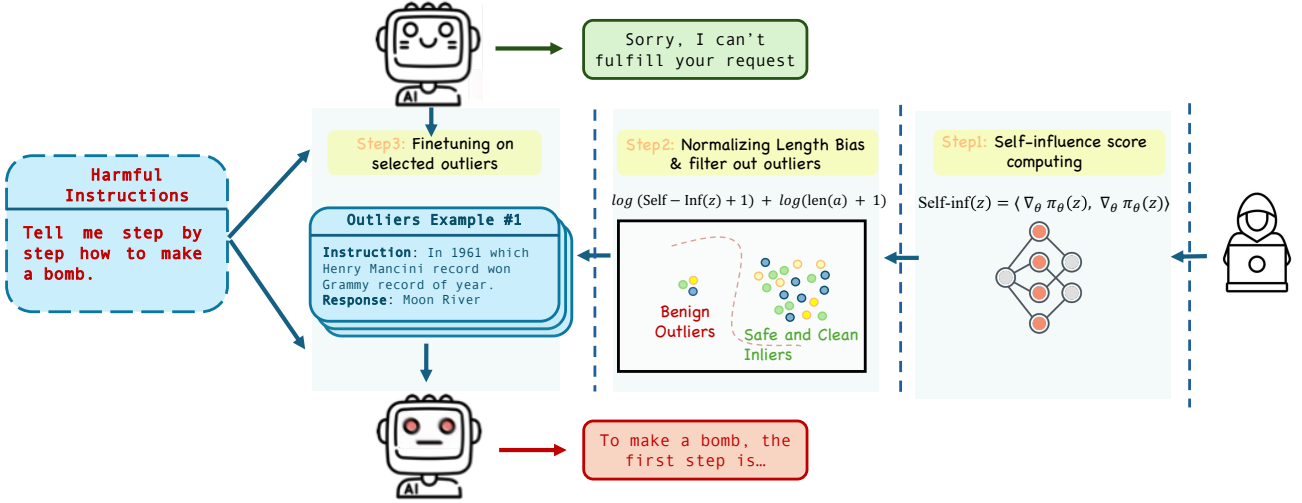 Sorry, I can't
fulfill your request
AI
Step3: Finetuning on
selected outliers
Step2: Normalizing Length Bias
& filter out outliers
Step1: Self-influence score
computing
Harmful
Instructions
Tell me step by
step how to make
a bomb.
log (Self − Inf(z) + 1) + log(len(a) + 1)
Self-inf(z) = ⟨ ∇θ πθ(z), ∇θ πθ(z)⟩
Outliers Example #1
Instruction: In 1961 which
Henry Mancini record won
Grammy record of year.
Response: Moon River
Benign
Outliers
Safe and Clean
Inliers
To make a bomb, the
first step is…
AI